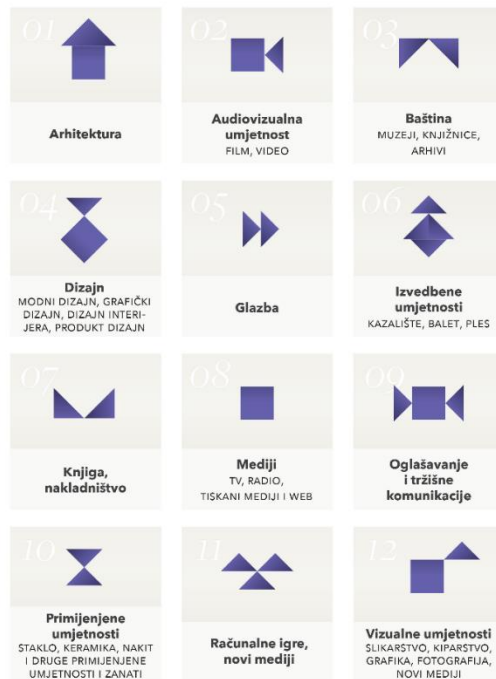 01
Arhitektura
02
Audiovizualna
umjetnost
FILM, VIDEO
03
Baština
MUZEJI, KNJIŽNICE,
ARHIVI
04
Dizajn
MODNI DIZAJN, GRAFIČKI
DIZAJN, DIZAJN INTERI-
JERA, PRODUKT DIZAJN
05
Glazba
06
Izvedbene
umjetnosti
KAZALIŠTE, BALET, PLES
07
Knjiga,
nakladništvo
08
Mediji
TV, RADIO,
TISKANI MEDIJI I WEB
09
Oglašavanje
i tržišne
komunikacije
10
Primijenjene
umjetnosti
STAKLO, KERAMIKA, NAKIT
I DRUGE PRIMIJENJENE
UMJETNOSTI I ZANATI
11
Računalne igre,
novi mediji
12
Vizualne umjetnosti
SLIKARSTVO, KIPARSTVO,
GRAFIKA, FOTOGRAFIJA,
NOVI MEDIJI